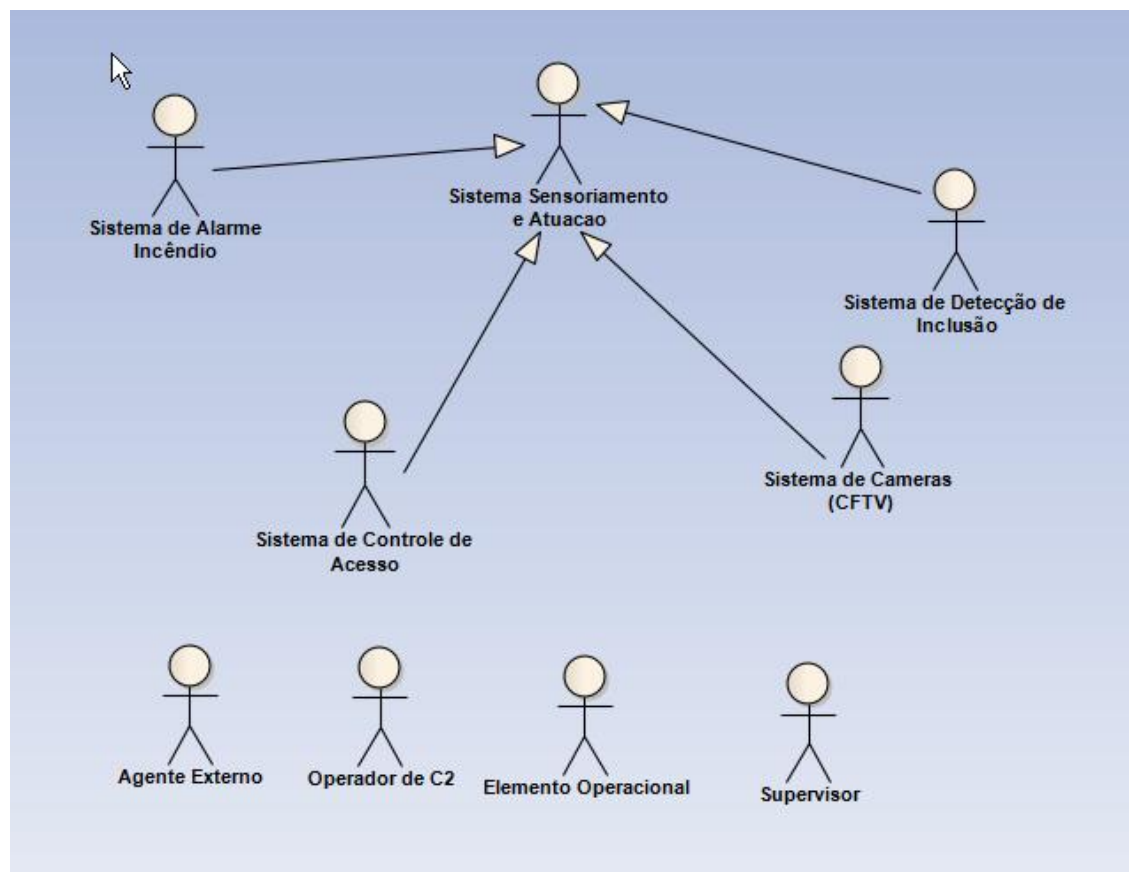 Sistema Sensoriamento
e Atuacao
Sistema de Alarme
Incêndio
Sistema de Detecção de
Inclusão
Sistema de Cameras
(CFTV)
Sistema de Controle de
Acesso
Agente Externo
Operador de C2
Elemento Operacional
Supervisor